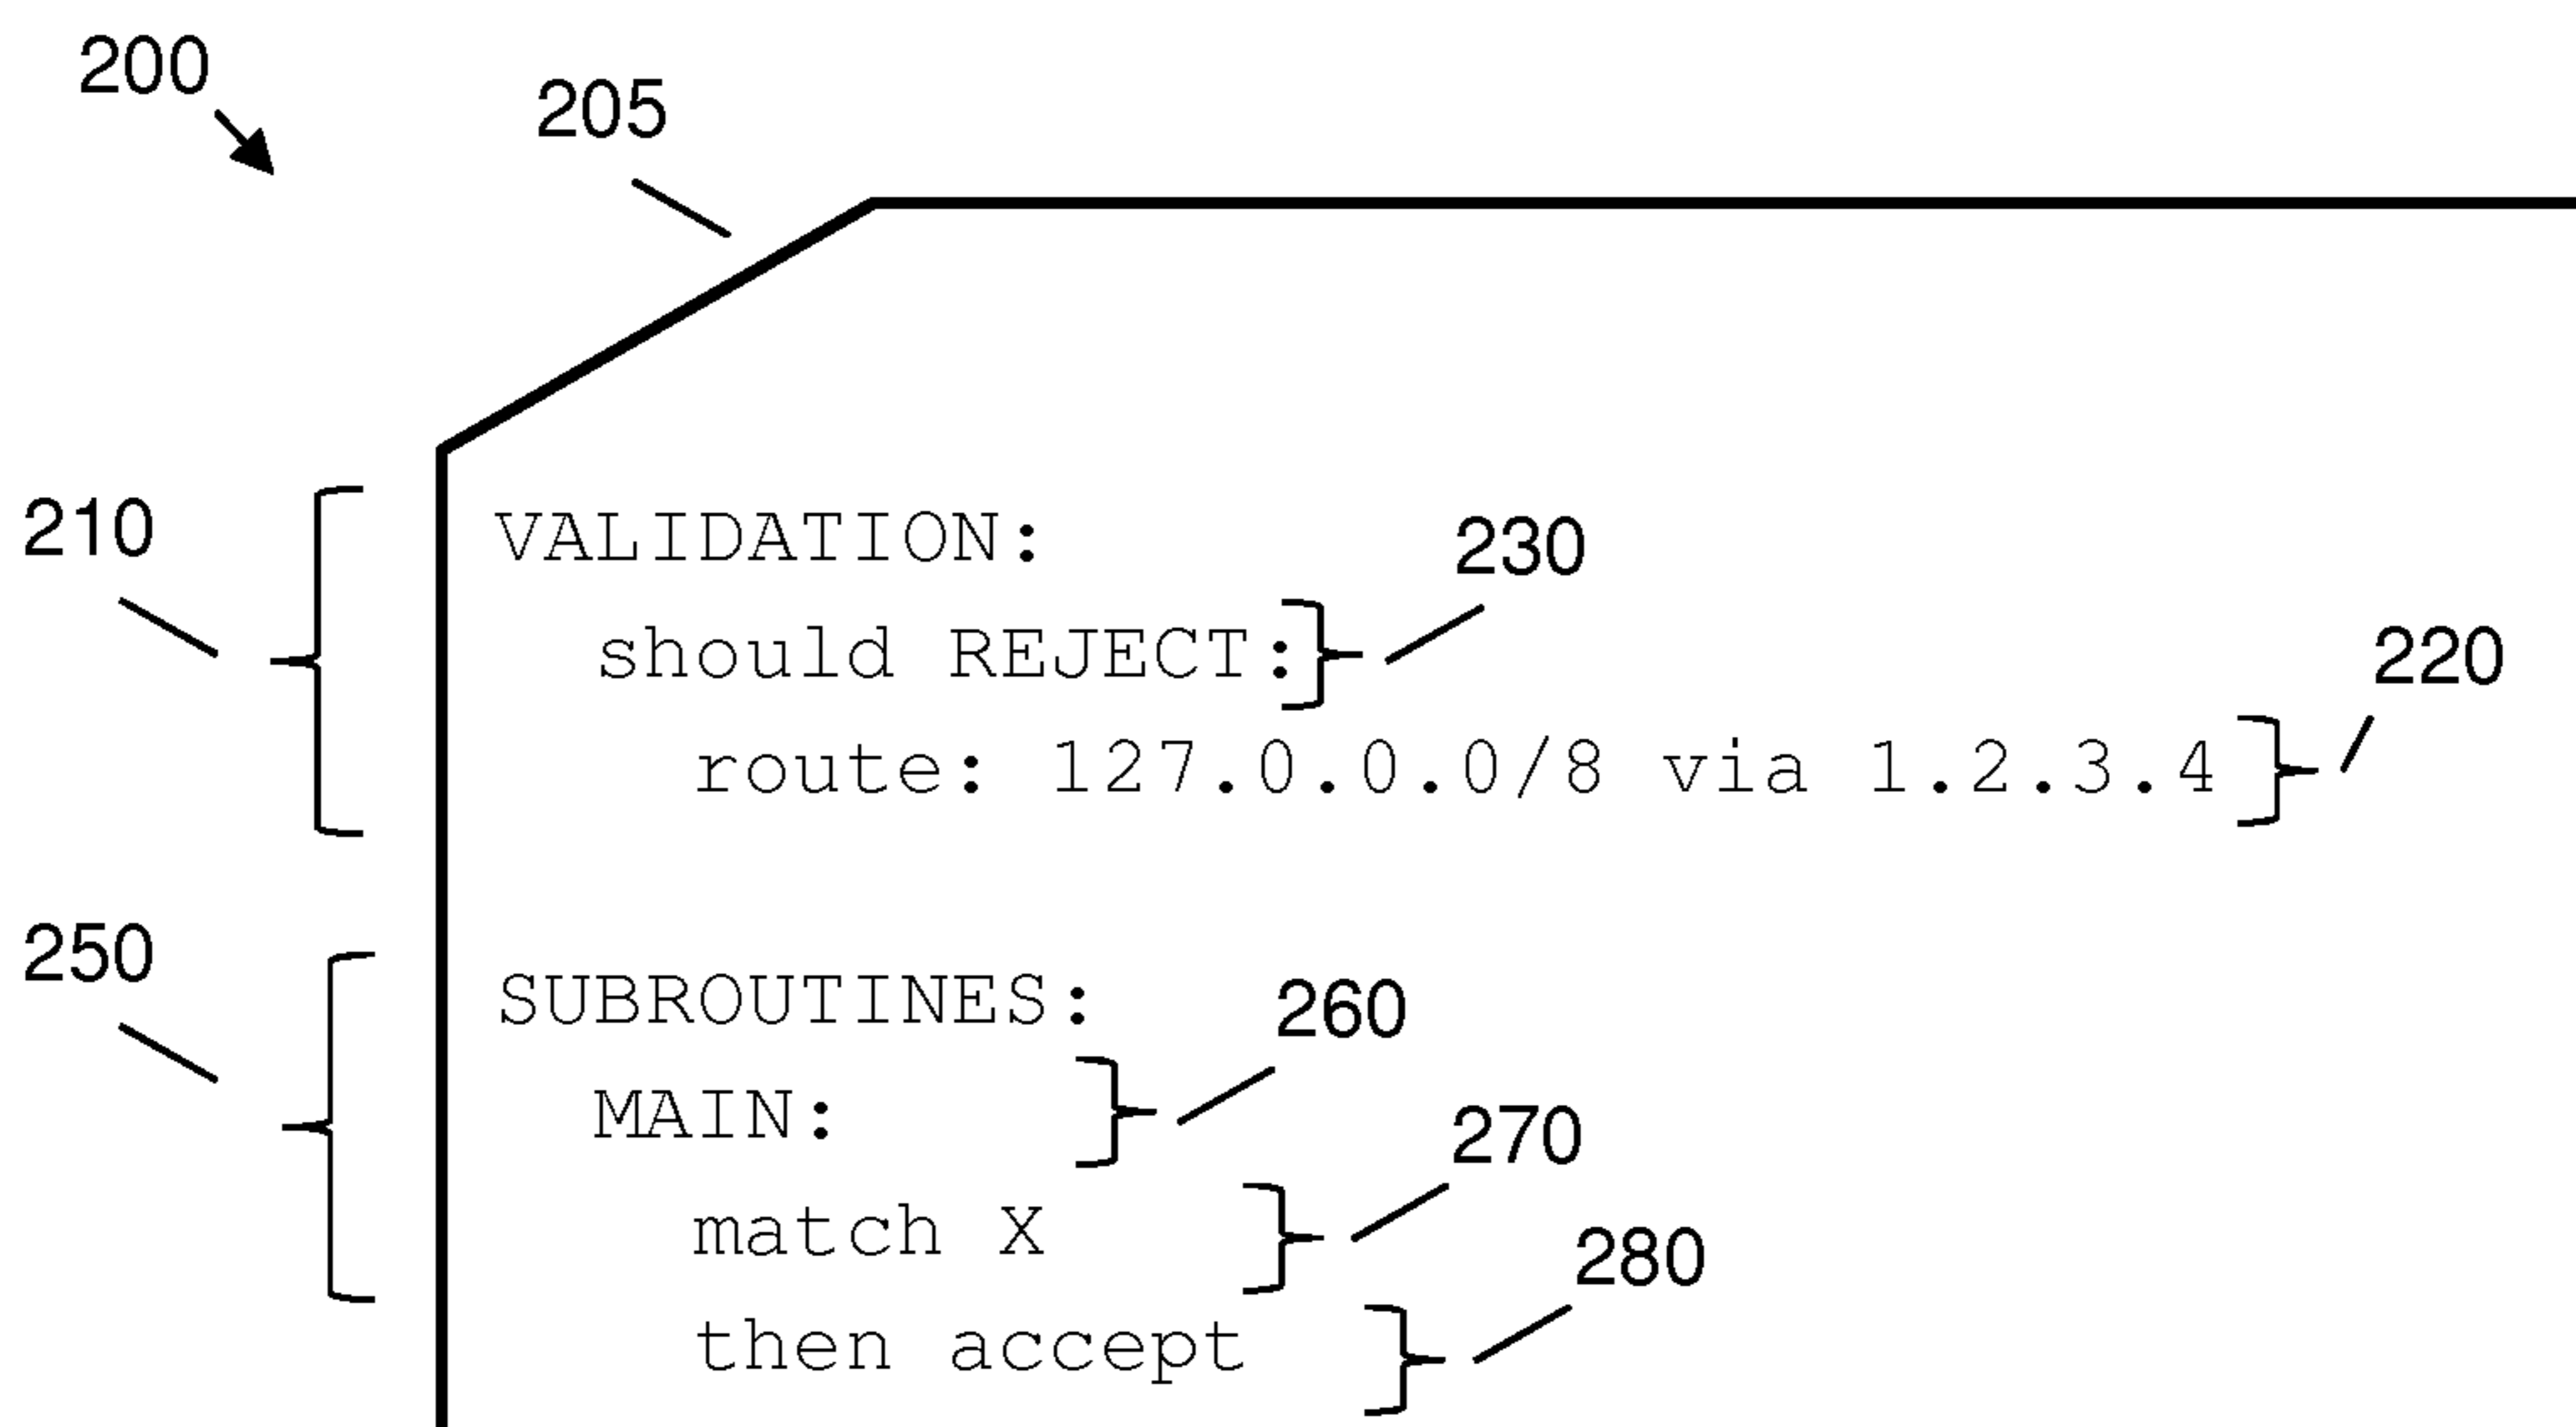 200
205
210
VALIDATION:
230
should REJECT:
220
route: 127.0.0.0/8 via 1.2.3.4
250
SUBROUTINES:
260
MAIN:
270
match X
280
then accept